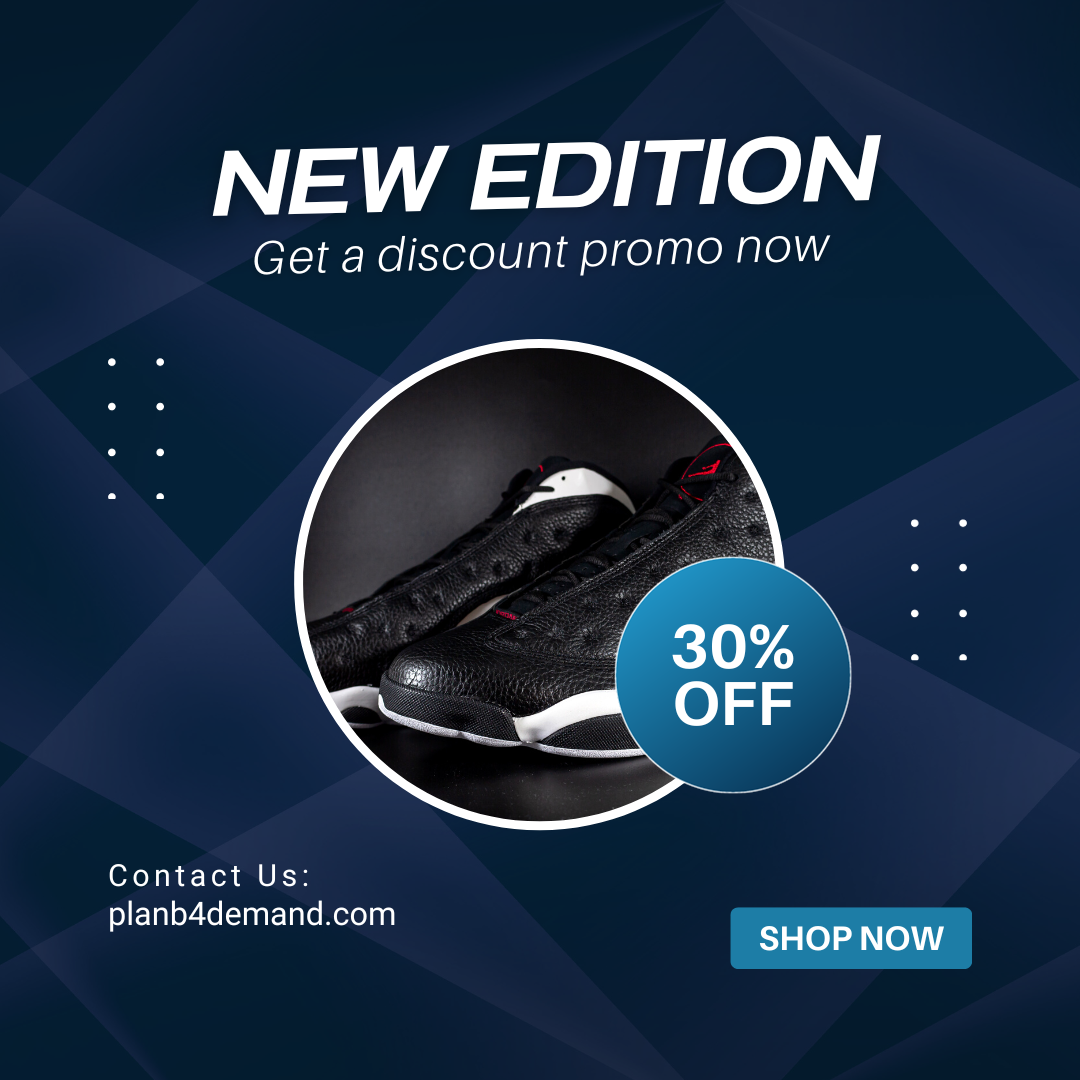 NEW EDITION
Get a discount promo now
30%
OFF
Contact Us:
planb4demand.com
SHOP NOW